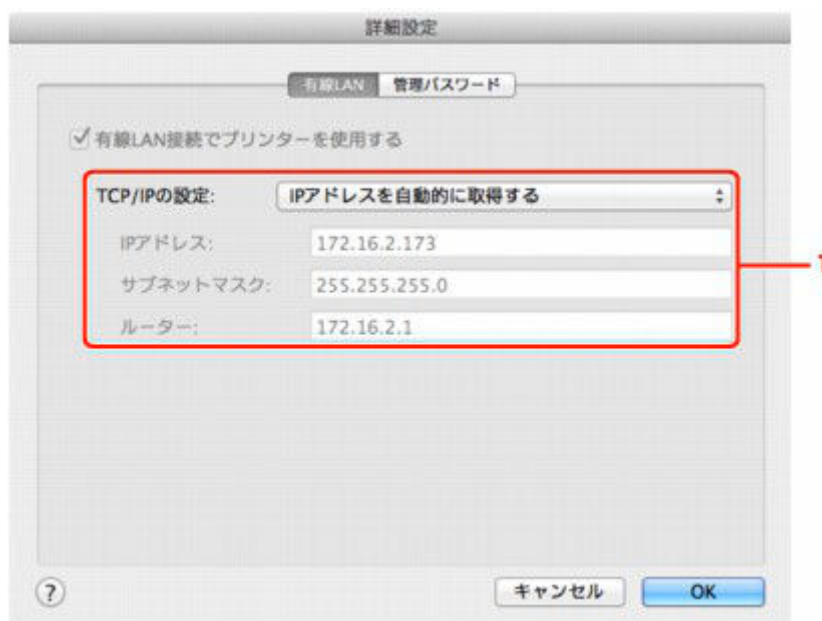 詳細設定
有線LAN 管理パスワード
有線LAN接続でプリンターを使用する
TCP/IPの設定: IPアドレスを自動的に取得する
IPアドレス: 172.16.2.173
サブネットマスク: 255.255.255.0
ルーター: 172.16.2.1
1
? キャンセル OK